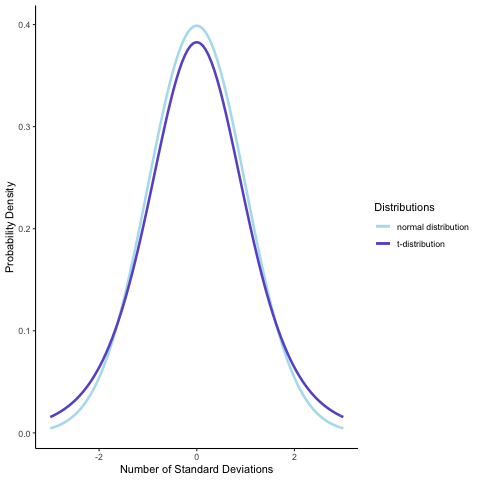 0.4
0.3
0.2
0.1
0.0
Probability Density
-2
0
2
Number of Standard Deviations
Distributions
normal distribution
t-distribution